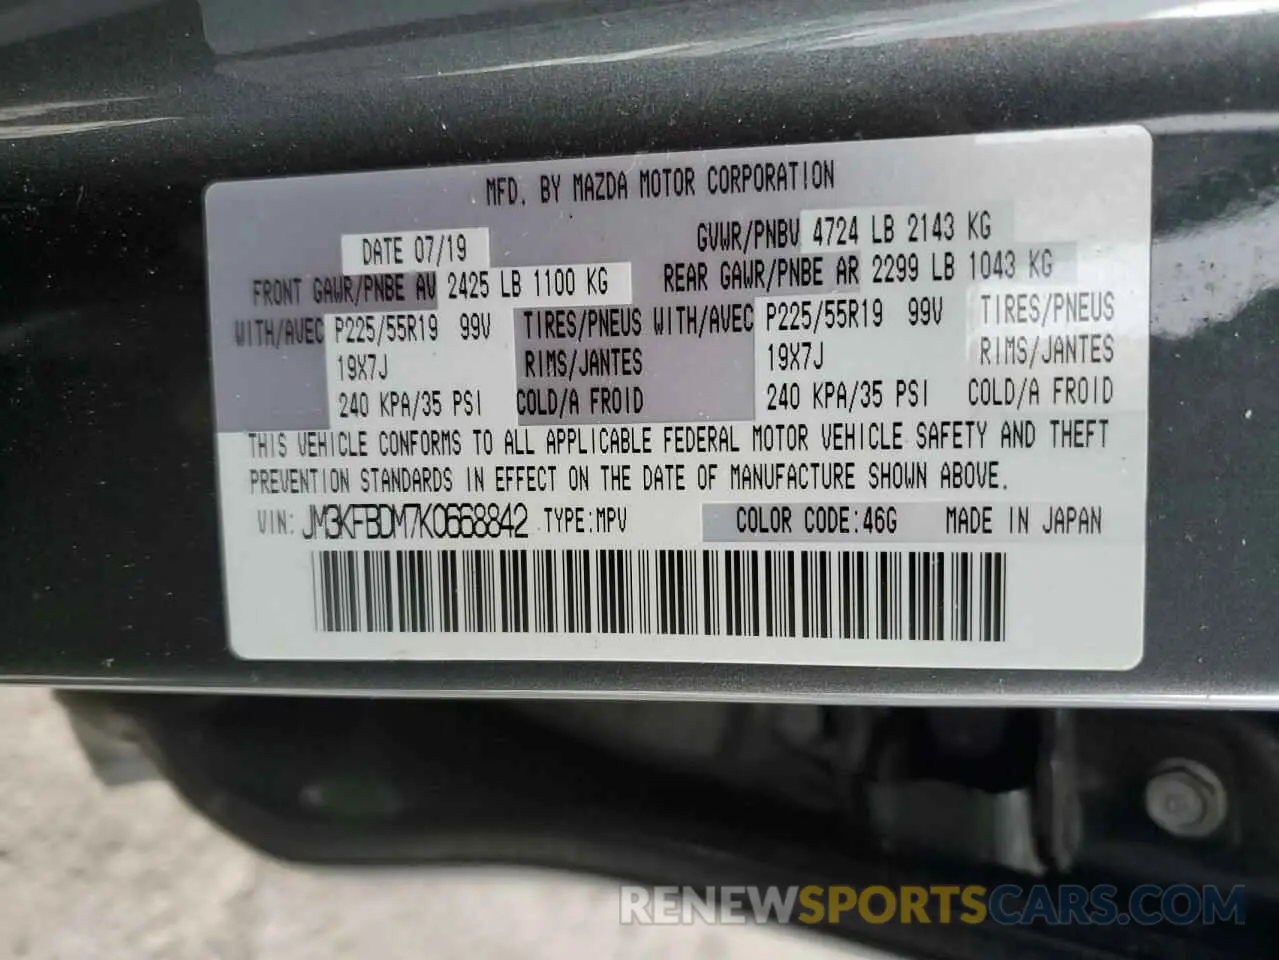 MFD. BY MAZDA MOTOR CORPORATION
DATE 07/19 GVWR/PNBV 4724 LB 2143 KG
FRONT GAWR/PNBE AV 2425 LB 1100 KG REAR GAWR/PNBE AR 2299 LB 1043 KG
WITH/AVEC P225/55R19 99V TIRES/PNEUS WITH/AVEC P225/55R19 99V TIRES/PNEUS
19X7J RIMS/JANTES 19X7J RIMS/JANTES
240 KPA/35 PSI COLD/A FROID 240 KPA/35 PSI COLD/A FROID
THIS VEHICLE CONFORMS TO ALL APPLICABLE FEDERAL MOTOR VEHICLE SAFETY AND THEFT
PREVENTION STANDARDS IN EFFECT ON THE DATE OF MANUFACTURE SHOWN ABOVE.
VIN: JM3KFBDM7K0668842 TYPE:MPV COLOR CODE:46G MADE IN JAPAN
RENEWSPORTSCARS.COM